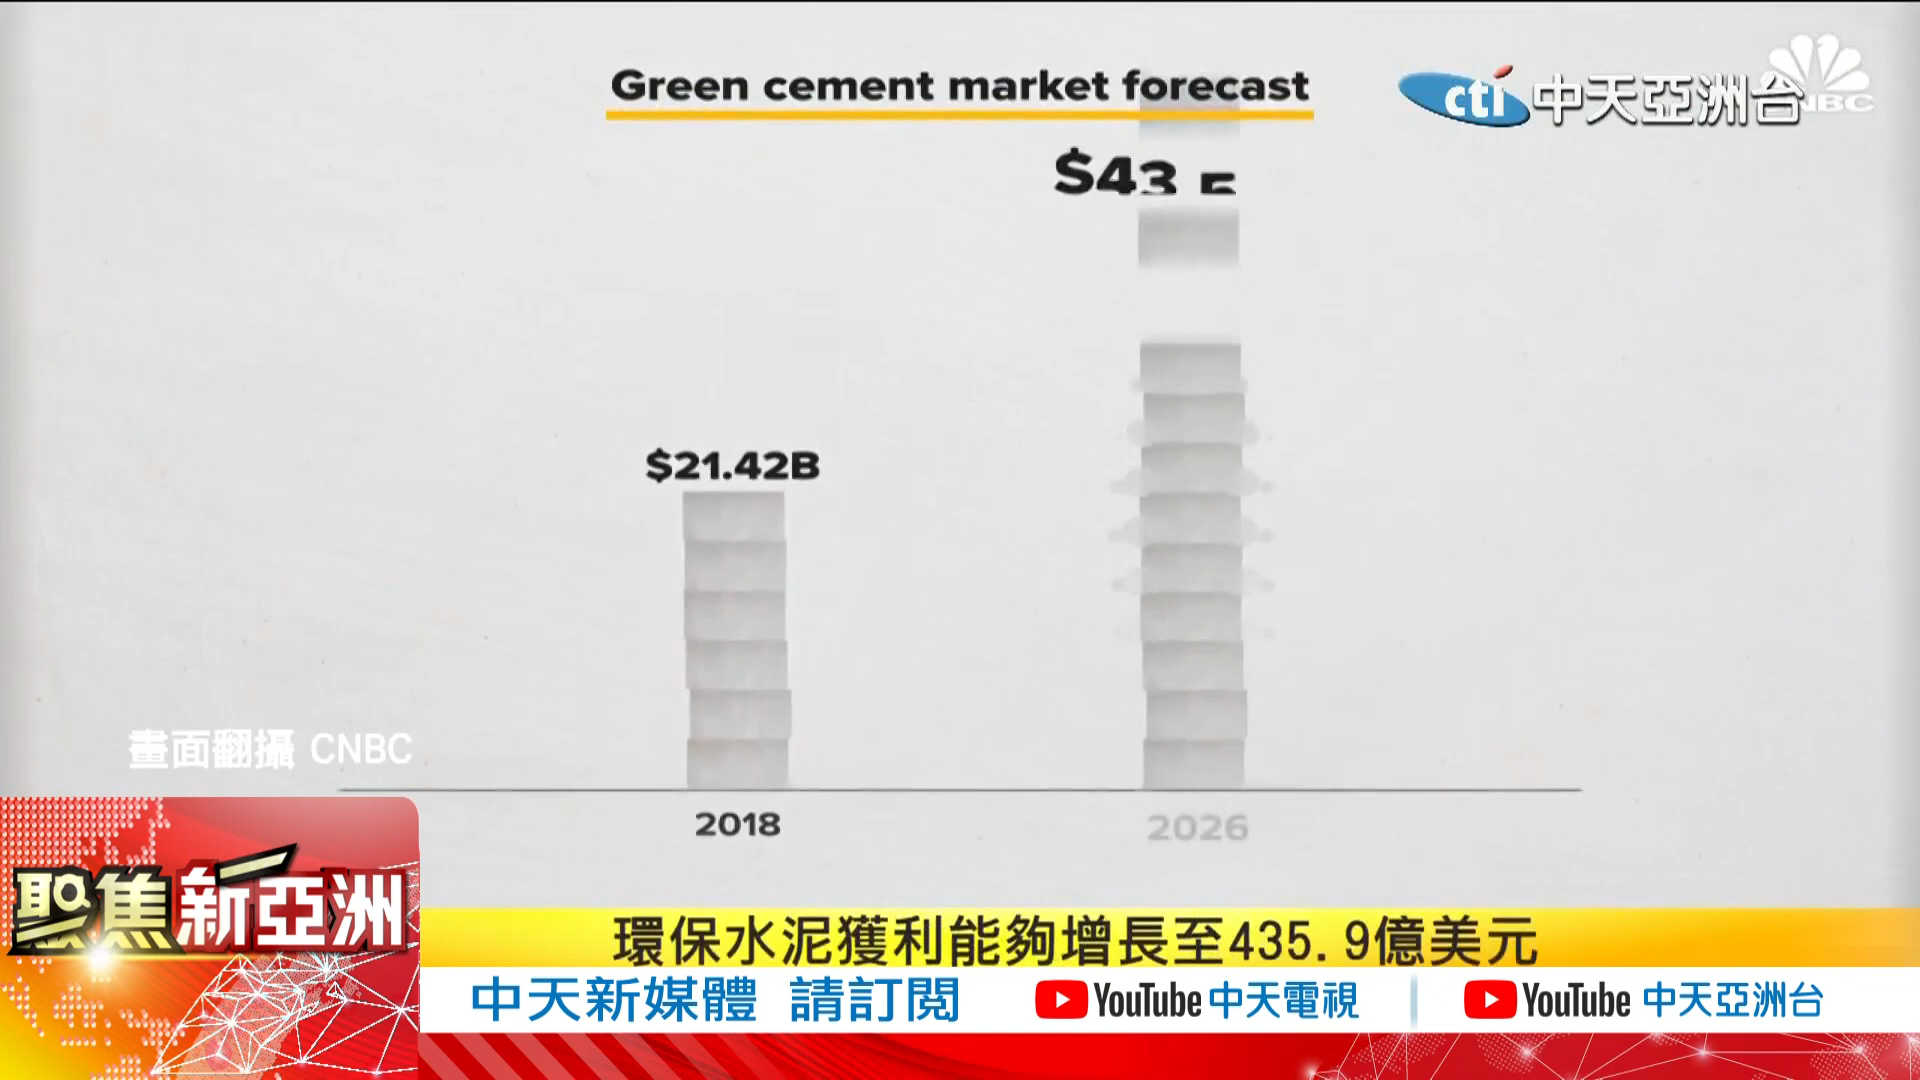 Green cement market forecast
cti 中天亞洲台
NBC
$43
$21.42B
畫面翻攝 CNBC
2018
2026
聚焦新亞洲
環保水泥獲利能夠增長至435.9億美元
中天新媒體 請訂閱 YouTube 中天電視 YouTube 中天亞洲台